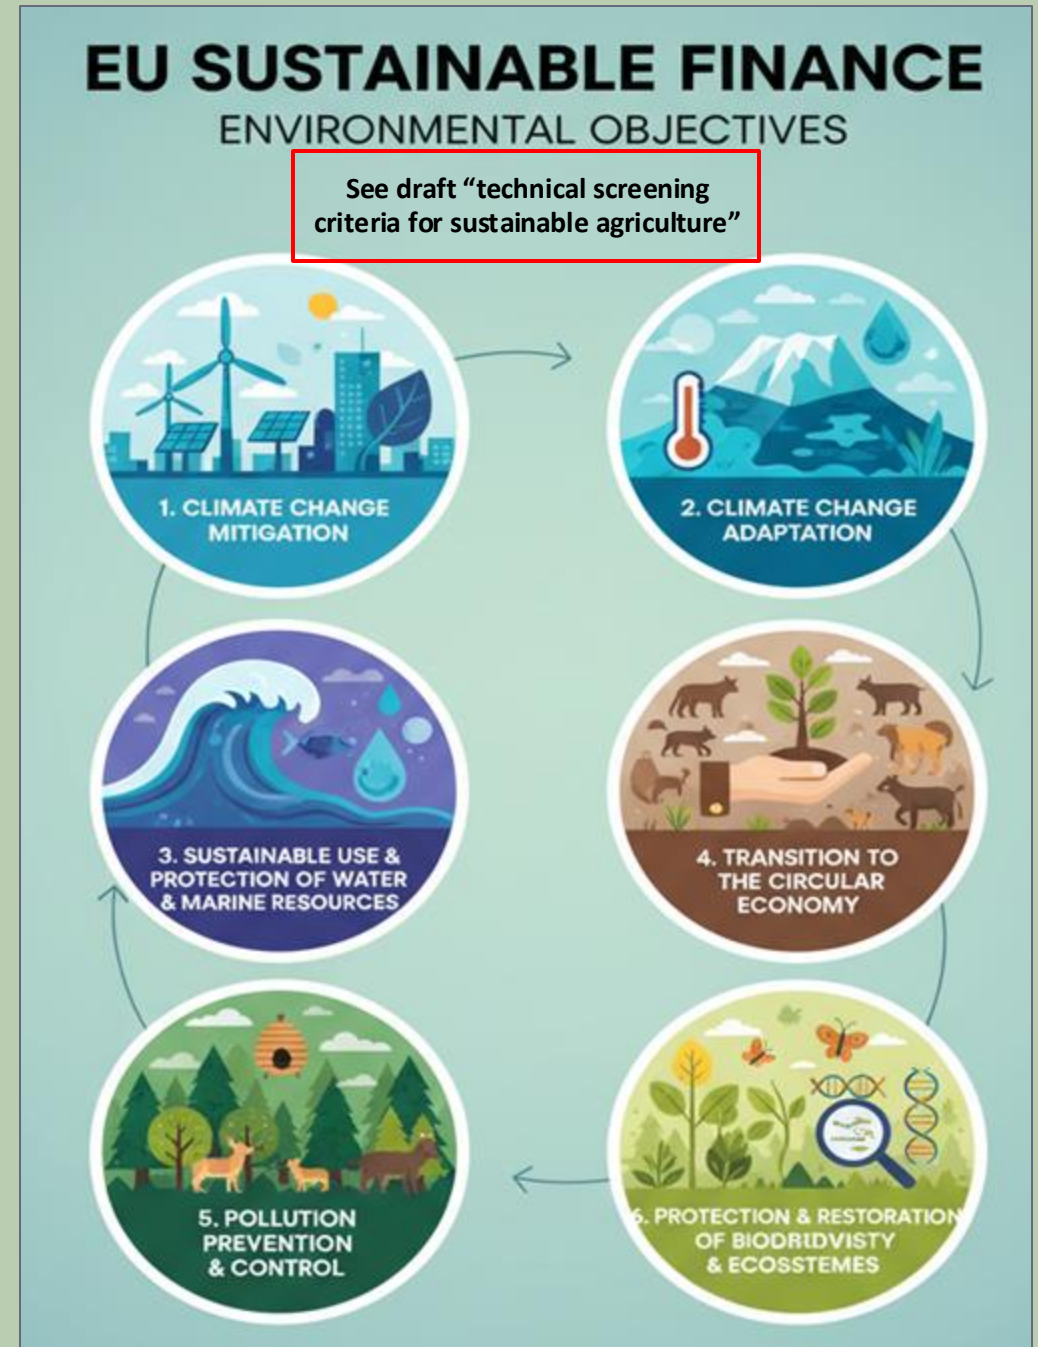 EU SUSTAINABLE FINANCE
ENVIRONMENTAL OBJECTIVES
See draft “technical screening
criteria for sustainable agriculture”
1. CLIMATE CHANGE
MITIGATION
2. CLIMATE CHANGE
ADAPTATION
3. SUSTAINABLE USE &
PROTECTION OF WATER
& MARINE RESOURCES
4. TRANSITION TO
THE CIRCULAR
ECONOMY
5. POLLUTION
PREVENTION
& CONTROL
6. PROTECTION & RESTORATION
OF BIODRIDVISTY
& ECOSSTEMES